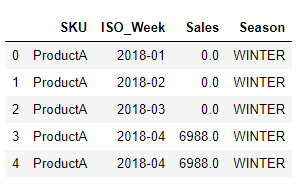 SKU ISO_Week Sales Season
0 ProductA 2018-01 0.0 WINTER
1 ProductA 2018-02 0.0 WINTER
2 ProductA 2018-03 0.0 WINTER
3 ProductA 2018-04 6988.0 WINTER
4 ProductA 2018-04 6988.0 WINTER